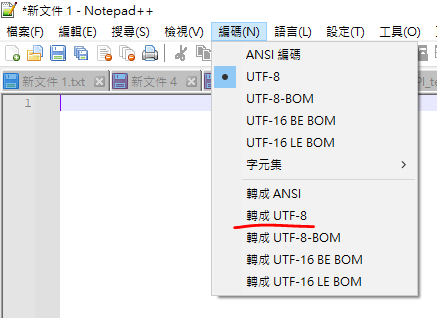 *新文件 1 - Notepad++
檔案(F) 編輯(E) 搜尋(S) 檢視(V) 編碼(N) 語言(L) 設定(T) 工具(O)
新文件 1.txt 新文件 4
1
ANSI 編碼
UTF-8
UTF-8-BOM
UTF-16 BE BOM
UTF-16 LE BOM
字元集
轉成 ANSI
轉成 UTF-8
轉成 UTF-8-BOM
轉成 UTF-16 BE BOM
轉成 UTF-16 LE BOM